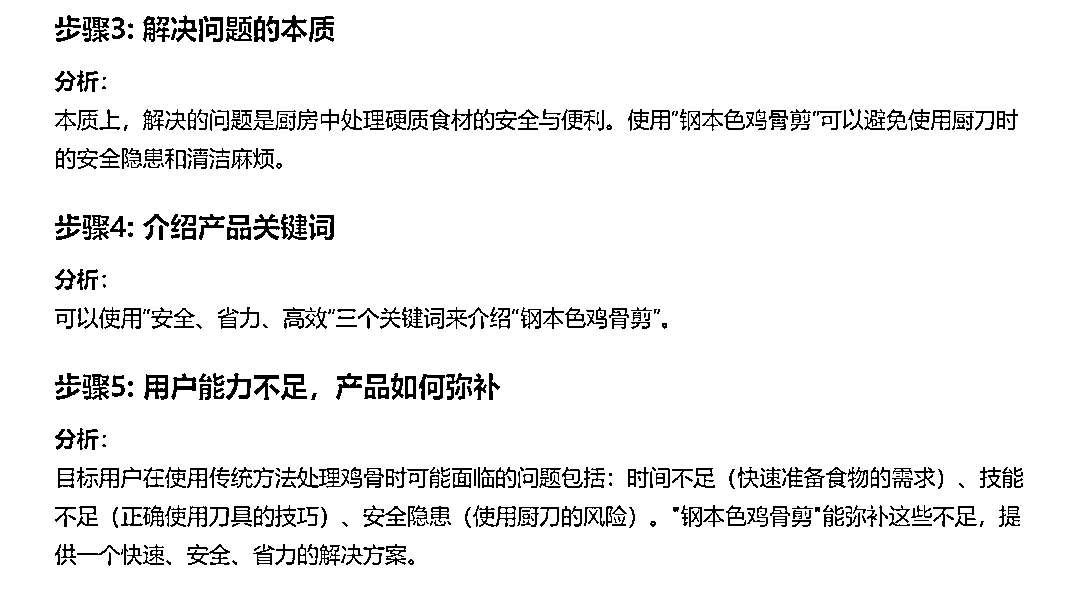 步骤3: 解决问题的本质
分析：
本质上，解决的问题是厨房中处理硬质食材的安全与便利。使用"钢本色鸡骨剪"可以避免使用厨刀时
的安全隐患和清洁麻烦。
步骤4: 介绍产品关键词
分析：
可以使用"安全、省力、高效"三个关键词来介绍"钢本色鸡骨剪"。
步骤5: 用户能力不足，产品如何弥补
分析：
目标用户在使用传统方法处理鸡骨时可能面临的问题包括：时间不足（快速准备食物的需求）、技能
不足（正确使用刀具的技巧）、安全隐患（使用厨刀的风险）。"钢本色鸡骨剪"能弥补这些不足，提
供一个快速、安全、省力的解决方案。